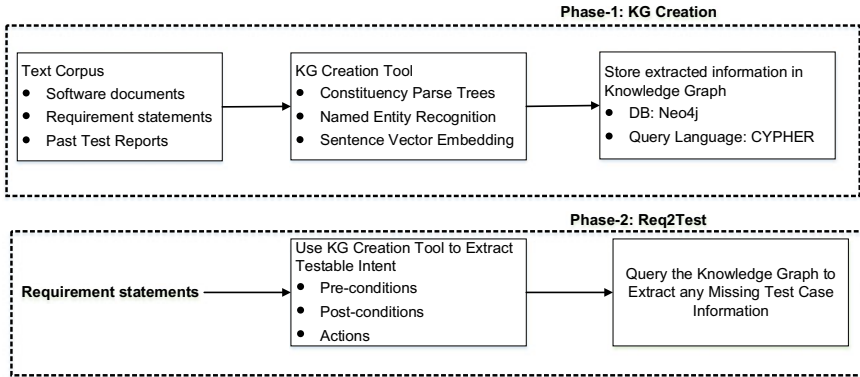 Phase-1: KG Creation
Text Corpus
● Software documents
● Requirement statements
● Past Test Reports
KG Creation Tool
● Constituency Parse Trees
● Named Entity Recognition
● Sentence Vector Embedding
Store extracted information in
Knowledge Graph
● DB: Neo4j
● Query Language: CYPHER
Phase-2: Req2Test
Requirement statements
Use KG Creation Tool to Extract
Testable Intent
● Pre-conditions
● Post-conditions
● Actions
Query the Knowledge Graph to
Extract any Missing Test Case
Information